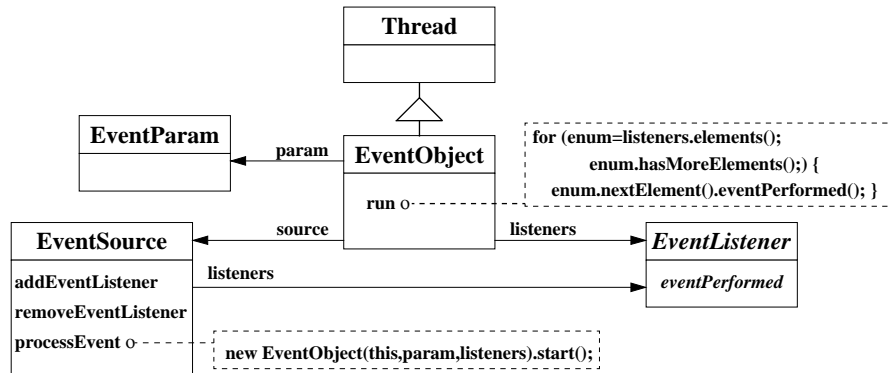 Thread
EventParam
param
EventObject
run
for (enum=listeners.elements();
enum.hasMoreElements();) {
enum.nextElement().eventPerformed(); }
source
listeners
EventSource
addEventListener
removeEventListener
processEvent
listeners
EventListener
eventPerformed
new EventObject(this,param,listeners).start();